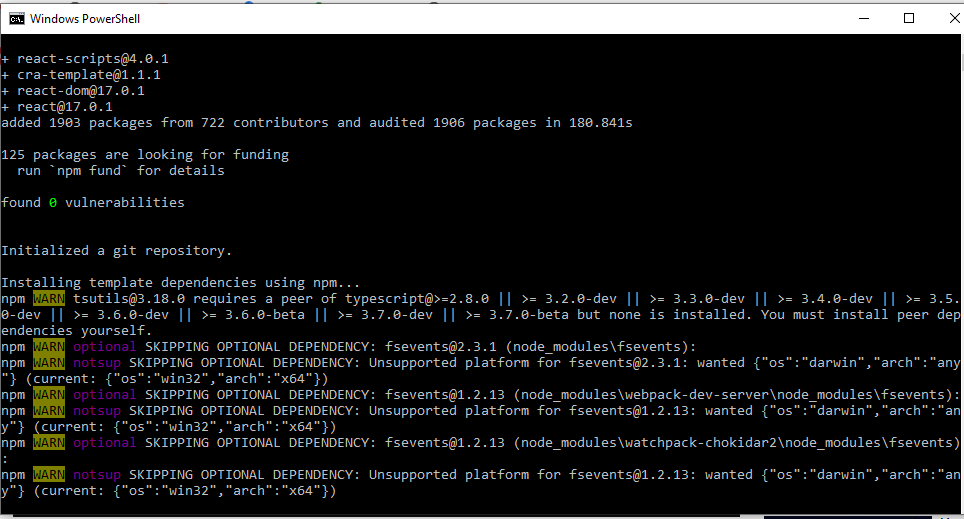 Windows PowerShell
+ react-scripts@4.0.1
+ cra-template@1.1.1
+ react-dom@17.0.1
+ react@17.0.1
added 1903 packages from 722 contributors and audited 1906 packages in 180.841s
125 packages are looking for funding
  run `npm fund` for details
found 0 vulnerabilities
Initialized a git repository.
Installing template dependencies using npm...
npm WARN tsutils@3.18.0 requires a peer of typescript@>=2.8.0 || >= 3.2.0-dev || >= 3.3.0-dev || >= 3.4.0-dev || >= 3.5.
0-dev || >= 3.6.0-dev || >= 3.6.0-beta || >= 3.7.0-dev || >= 3.7.0-beta but none is installed. You must install peer dep
endencies yourself.
npm WARN optional SKIPPING OPTIONAL DEPENDENCY: fsevents@2.3.1 (node_modules\fsevents):
npm WARN notsup SKIPPING OPTIONAL DEPENDENCY: Unsupported platform for fsevents@2.3.1: wanted {"os":"darwin","arch":"any
"} (current: {"os":"win32","arch":"x64"})
npm WARN optional SKIPPING OPTIONAL DEPENDENCY: fsevents@1.2.13 (node_modules\webpack-dev-server\node_modules\fsevents):
npm WARN notsup SKIPPING OPTIONAL DEPENDENCY: Unsupported platform for fsevents@1.2.13: wanted {"os":"darwin","arch":"an
y"} (current: {"os":"win32","arch":"x64"})
npm WARN optional SKIPPING OPTIONAL DEPENDENCY: fsevents@1.2.13 (node_modules\watchpack-chokidar2\node_modules\fsevents)
:
npm WARN notsup SKIPPING OPTIONAL DEPENDENCY: Unsupported platform for fsevents@1.2.13: wanted {"os":"darwin","arch":"an
y"} (current: {"os":"win32","arch":"x64"})